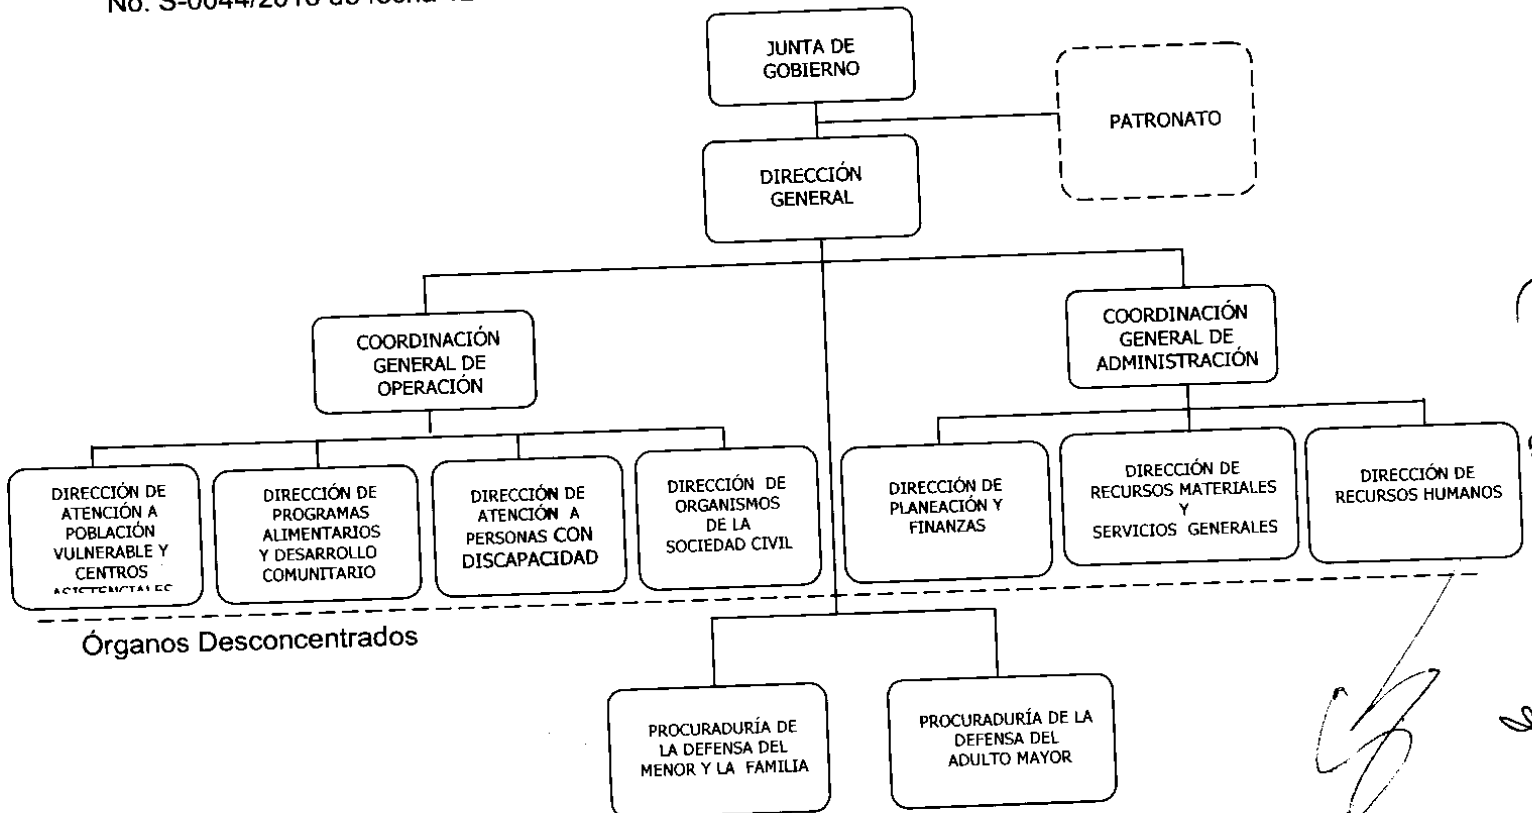 JUNTA DE
GOBIERNO
PATRONATO
DIRECCIÓN
GENERAL
COORDINACIÓN
GENERAL DE
OPERACIÓN
COORDINACIÓN
GENERAL DE
ADMINISTRACIÓN
DIRECCIÓN DE
ATENCIÓN A
POBLACIÓN
VULNERABLE Y
CENTROS
ASISTENCIALES
DIRECCIÓN DE
PROGRAMAS
ALIMENTARIOS
Y DESARROLLO
COMUNITARIO
DIRECCIÓN DE
ATENCIÓN A
PERSONAS CON
DISCAPACIDAD
DIRECCIÓN DE
ORGANISMOS
DE LA
SOCIEDAD CIVIL
DIRECCIÓN DE
PLANEACIÓN Y
FINANZAS
DIRECCIÓN DE
RECURSOS MATERIALES
Y
SERVICIOS GENERALES
DIRECCIÓN DE
RECURSOS HUMANOS
Órganos Desconcentrados
PROCURADURÍA DE
LA DEFENSA DEL
MENOR Y LA FAMILIA
PROCURADURÍA DE LA
DEFENSA DEL
ADULTO MAYOR